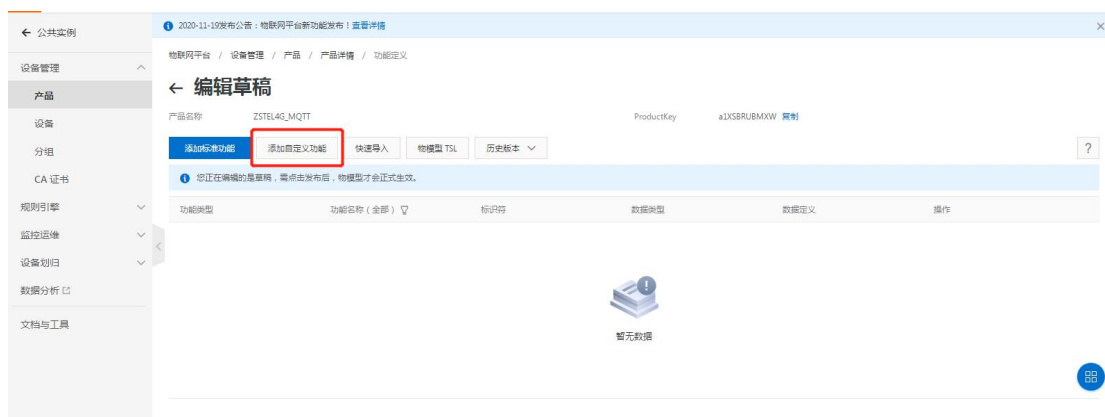 ← 公共实例
2020-11-19发布公告：物联网平台新功能发布！查看详情
设备管理
产品
设备
分组
CA 证书
规则引擎
监控运维
设备划归
数据分析
文档与工具
物联网平台 / 设备管理 / 产品 / 产品详情 / 功能定义
← 编辑草稿
产品名称 ZSTEL4G_MQTT ProductKey a1XSBRUBMXW 复制
添加标准功能 添加自定义功能 快速导入 物模型 TSL 历史版本 ?
您正在编辑的是草稿，需点击发布后，物模型才会正式生效。
功能类型 功能名称（全部） 标识符 数据类型 数据定义 操作
暂无数据